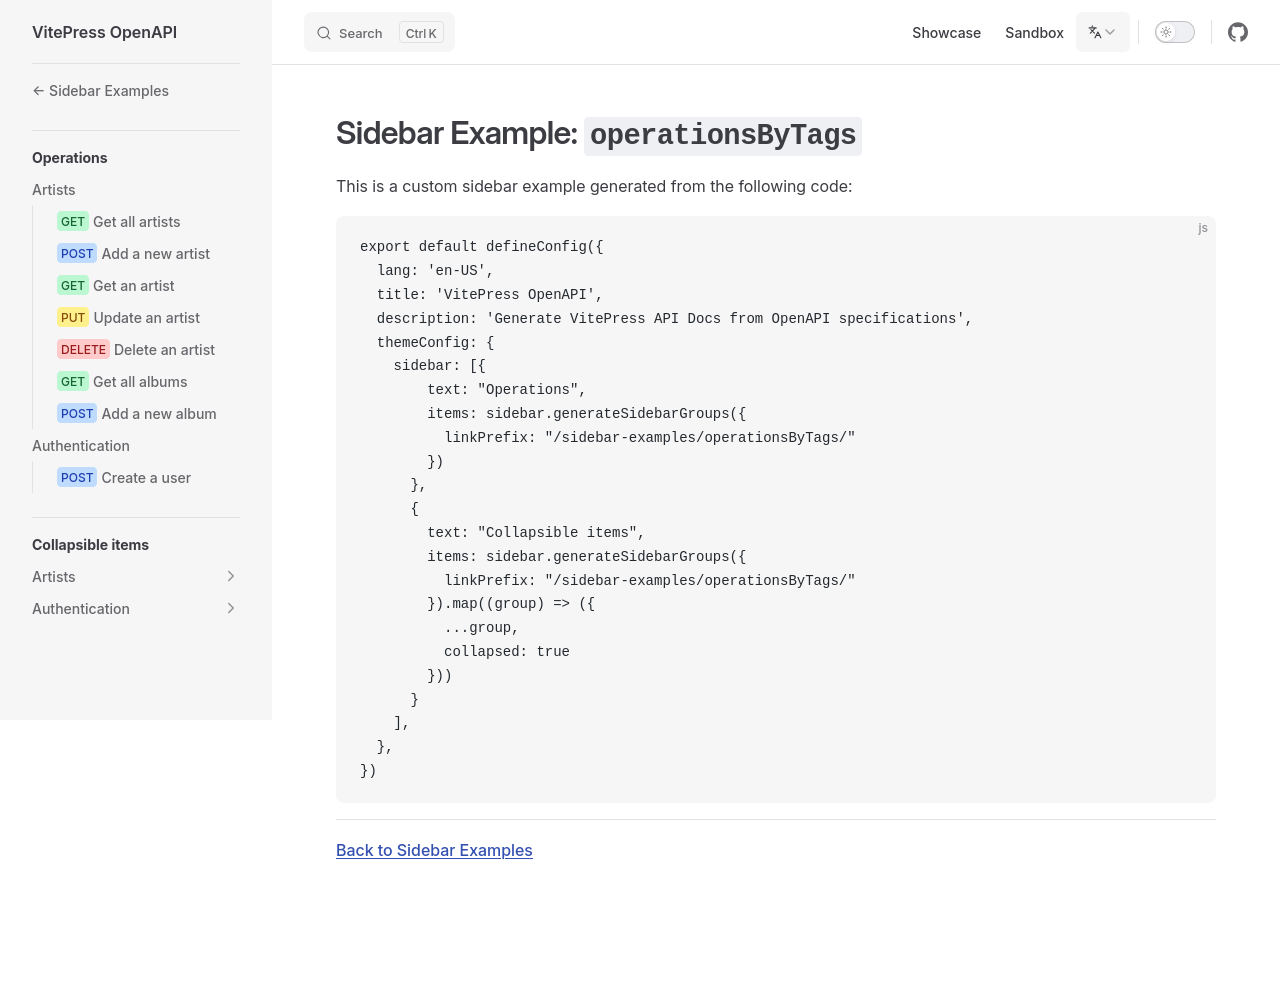 VitePress OpenAPI
Search
Ctrl K
Showcase
Sandbox
← Sidebar Examples
Operations
Artists
GET Get all artists
POST Add a new artist
GET Get an artist
PUT Update an artist
DELETE Delete an artist
GET Get all albums
POST Add a new album
Authentication
POST Create a user
Collapsible items
Artists
Authentication
Sidebar Example: operationsByTags
This is a custom sidebar example generated from the following code:
js
export default defineConfig({
  lang: 'en-US',
  title: 'VitePress OpenAPI',
  description: 'Generate VitePress API Docs from OpenAPI specifications',
  themeConfig: {
    sidebar: [{
        text: "Operations",
        items: sidebar.generateSidebarGroups({
          linkPrefix: "/sidebar-examples/operationsByTags/"
        })
      },
      {
        text: "Collapsible items",
        items: sidebar.generateSidebarGroups({
          linkPrefix: "/sidebar-examples/operationsByTags/"
        }).map((group) => ({
          ...group,
          collapsed: true
        }))
      }
    ],
  },
})
Back to Sidebar Examples